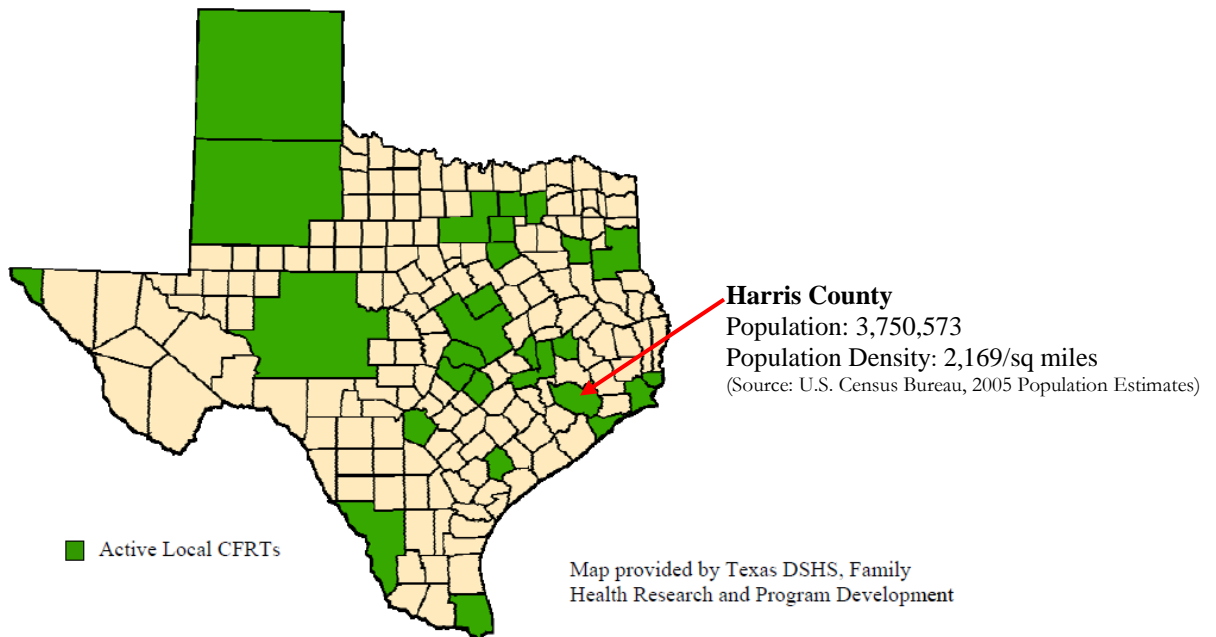 Harris County
Population: 3,750,573
Population Density: 2,169/sq miles
(Source: U.S. Census Bureau, 2005 Population Estimates)
Active Local CFRTs
Map provided by Texas DSHS, Family
Health Research and Program Development